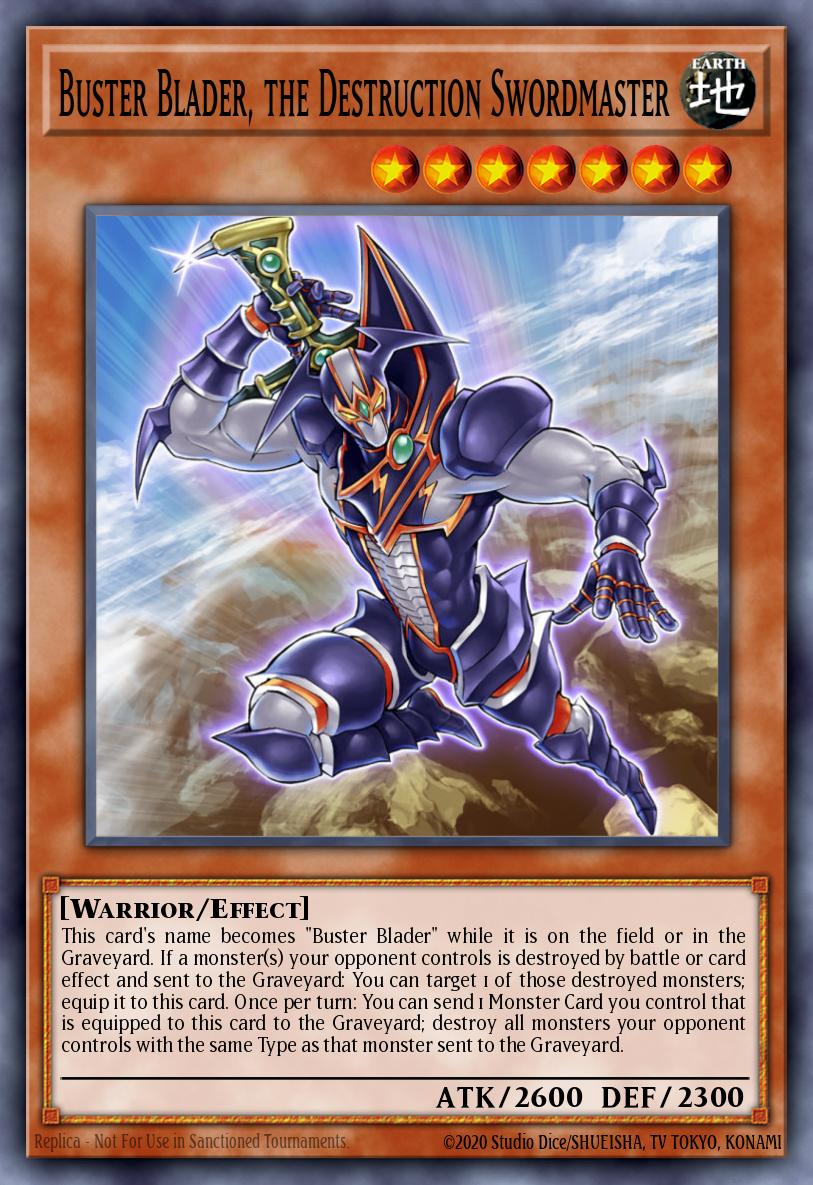 Buster Blader, the Destruction Swordmaster
EARTH
地
[Warrior/Effect]
This card's name becomes "Buster Blader" while it is on the field or in the
Graveyard. If a monster(s) your opponent controls is destroyed by battle or card
effect and sent to the Graveyard: You can target 1 of those destroyed monsters;
equip it to this card. Once per turn: You can send 1 Monster Card you control that
is equipped to this card to the Graveyard; destroy all monsters your opponent
controls with the same Type as that monster sent to the Graveyard.
ATK/2600 DEF/2300
Replica - Not For Use in Sanctioned Tournaments.
©2020 Studio Dice/SHUEISHA, TV TOKYO, KONAMI